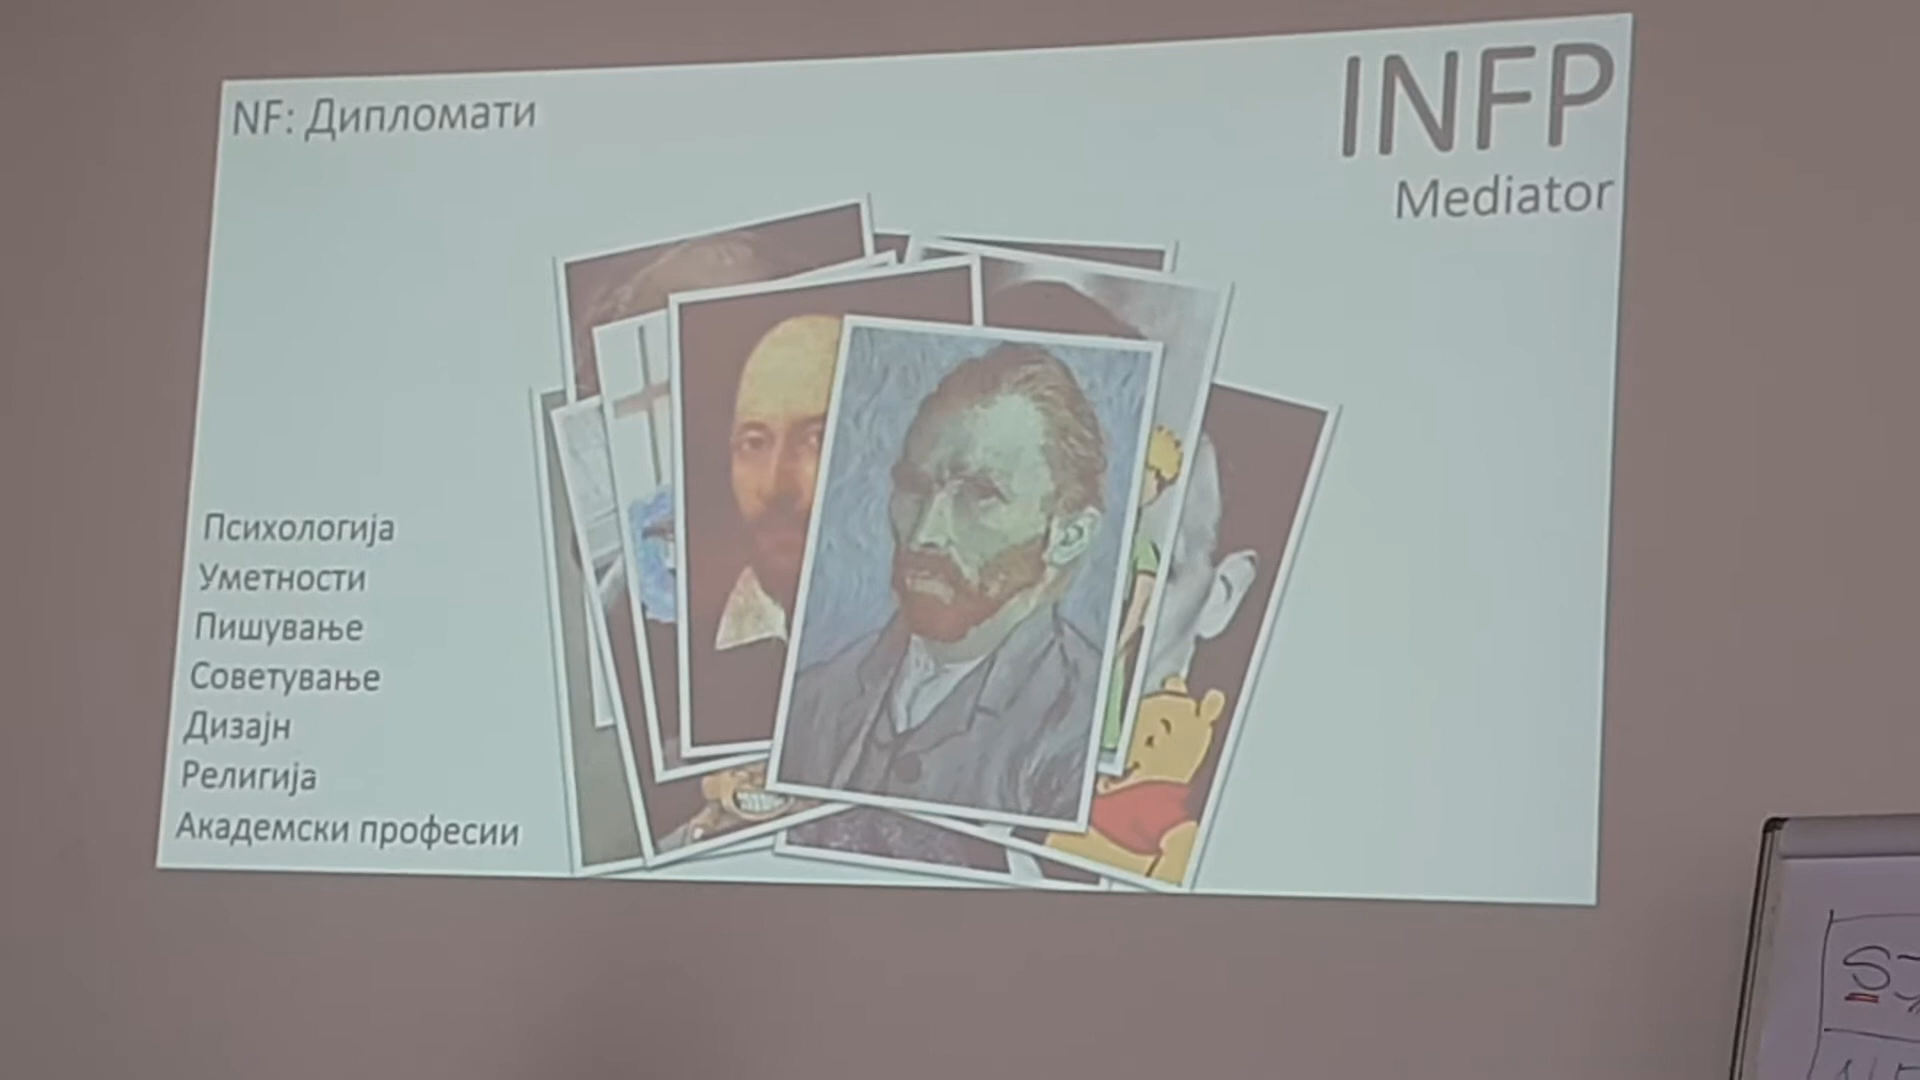 NF: Дипломати
INFP
Mediator
Психологија
Уметности
Пишување
Советување
Дизајн
Религија
Академски професии